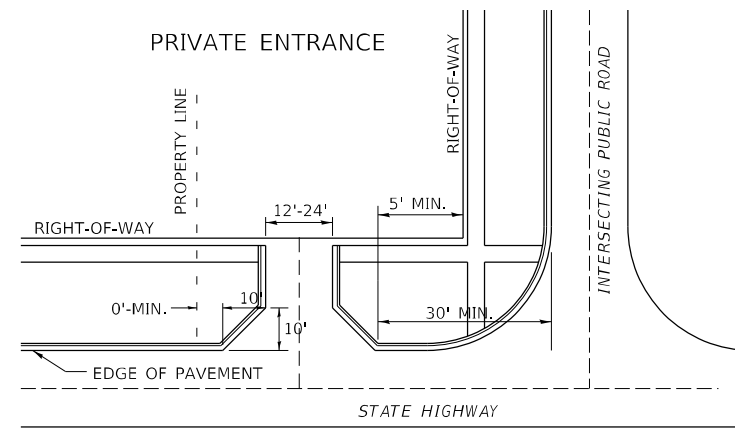 PRIVATE ENTRANCE
RIGHT-OF-WAY
INTERSECTING PUBLIC ROAD
PROPERTY LINE
12'-24'
5' MIN.
RIGHT-OF-WAY
0'-MIN.
10'
10'
30' MIN.
EDGE OF PAVEMENT
STATE HIGHWAY